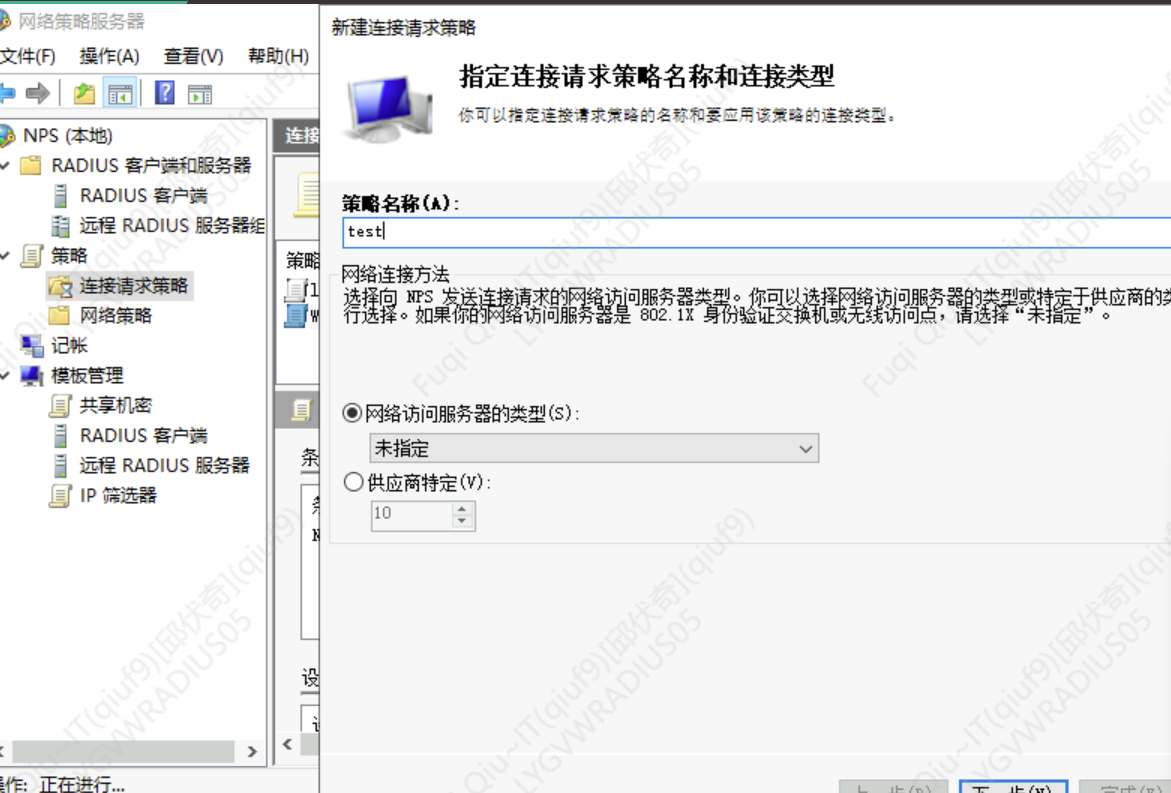 网络策略服务器
文件(F) 操作(A) 查看(V) 帮助(H)
NPS (本地)
RADIUS 客户端和服务器
RADIUS 客户端
远程 RADIUS 服务器组
策略
连接请求策略
网络策略
记帐
模板管理
共享机密
RADIUS 客户端
远程 RADIUS 服务器
IP 筛选器
操作: 正在进行...
连接
策略
条
设
新建连接请求策略
指定连接请求策略名称和连接类型
你可以指定连接请求策略的名称和要应用该策略的连接类型。
策略名称(A):
test
网络连接方法
选择向 NPS 发送连接请求的网络访问服务器类型。你可以选择网络访问服务器的类型或特定于供应商的类
行选择。如果你的网络访问服务器是 802.1X 身份验证交换机或无线访问点，请选择“未指定”。
网络访问服务器的类型(S):
未指定
供应商特定(V):
10
上一步(P) 下一步(N) 完成(F)
Fuqi Qiu~IT(qiuf9)[邱伏奇](qiuf9)
LYGVWRADIUS05